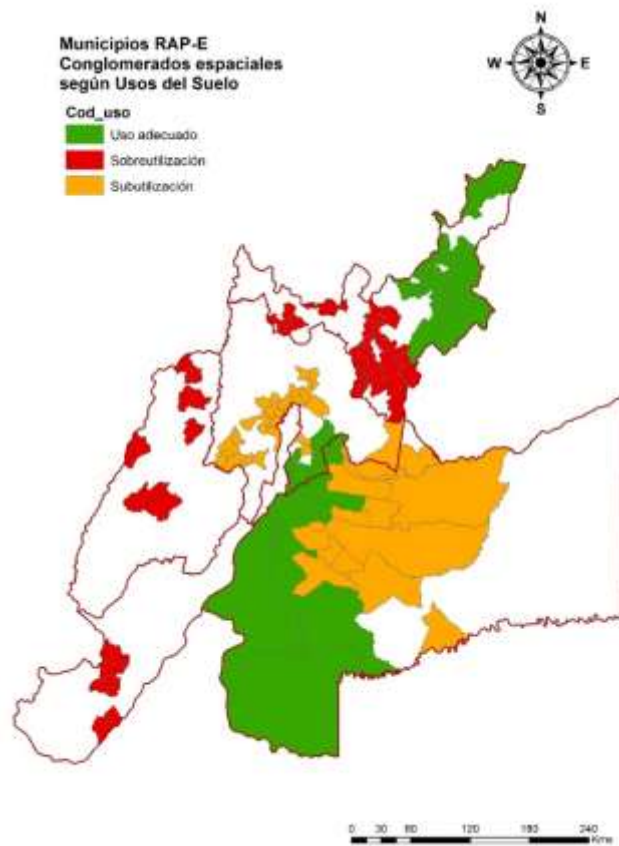 Municipios RAP-E
Conglomerados espaciales
según Usos del Suelo
N
W
E
S
Cod_uso
Uso adecuado
Sobreutilización
Subutilización
0 30 60 120 180 240
Kms